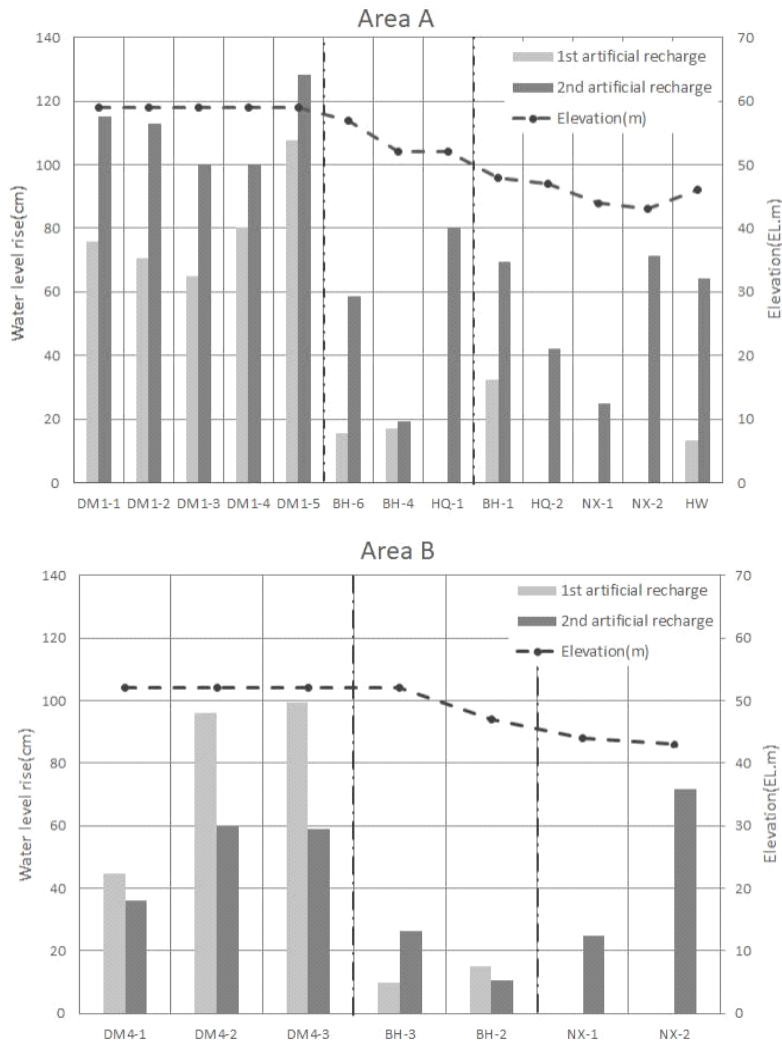 Area A
140
120
100
80
60
40
20
0
Water level rise(cm)
70
60
50
40
30
20
10
0
Elevation(EL.m)
1st artificial recharge
2nd artificial recharge
Elevation(m)
DM1-1 DM1-2 DM1-3 DM1-4 DM1-5 BH-6 BH-4 HQ-1 BH-1 HQ-2 NX-1 NX-2 HW
Area B
140
120
100
80
60
40
20
0
Water level rise(cm)
70
60
50
40
30
20
10
0
Elevation(EL.m)
1st artificial recharge
2nd artificial recharge
Elevation(m)
DM4-1 DM4-2 DM4-3 BH-3 BH-2 NX-1 NX-2